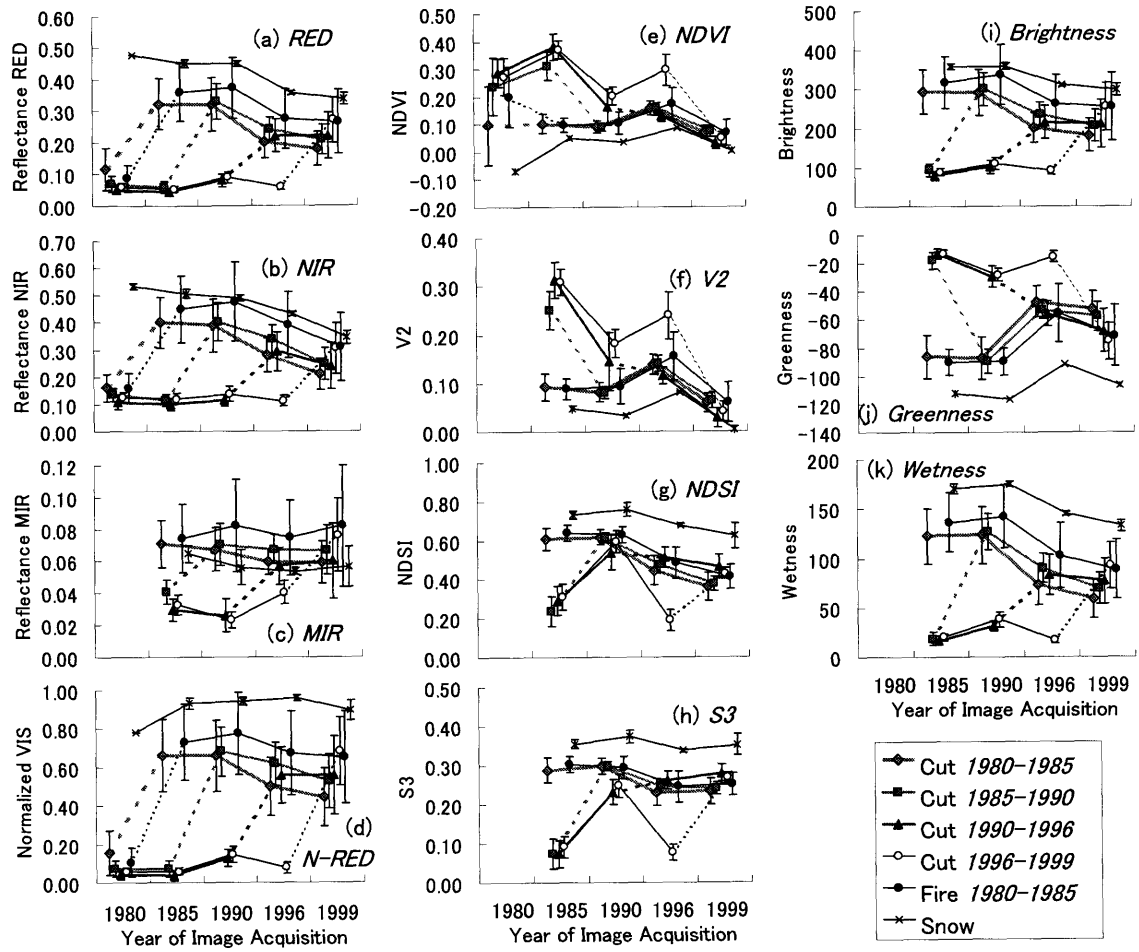 0.60
0.50
0.40
0.30
0.20
0.10
0.00
Reflectance RED
(a) RED
0.70
0.60
0.50
0.40
0.30
0.20
0.10
0.00
Reflectance NIR
(b) NIR
0.12
0.10
0.08
0.06
0.04
0.02
0.00
Reflectance MIR
(c) MIR
1.00
0.80
0.60
0.40
0.20
0.00
Normalized VIS
(d)
N-RED
1980 1985 1990 1996 1999
Year of Image Acquisition
0.50
0.40
0.30
0.20
0.10
0.00
-0.10
-0.20
NDVI
(e) NDVI
0.40
0.30
0.20
0.10
0.00
V2
(f) V2
1.00
0.80
0.60
0.40
0.20
0.00
NDSI
(g) NDSI
0.50
0.40
0.30
0.20
0.10
0.00
S3
(h) S3
1980 1985 1990 1996 1999
Year of Image Acquisition
500
400
300
200
100
0
Brightness
(i) Brightness
0
-20
-40
-60
-80
-100
-120
-140
Greenness
(j) Greenness
200
150
100
50
0
Wetness
(k) Wetness
1980 1985 1990 1996 1999
Year of Image Acquisition
Cut 1980-1985
Cut 1985-1990
Cut 1990-1996
Cut 1996-1999
Fire 1980-1985
Snow